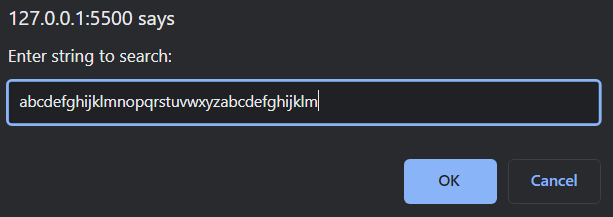 127.0.0.1:5500 says
Enter string to search:
abcdefghijklmnopqrstuvwxyzabcdefghijklm
OK
Cancel